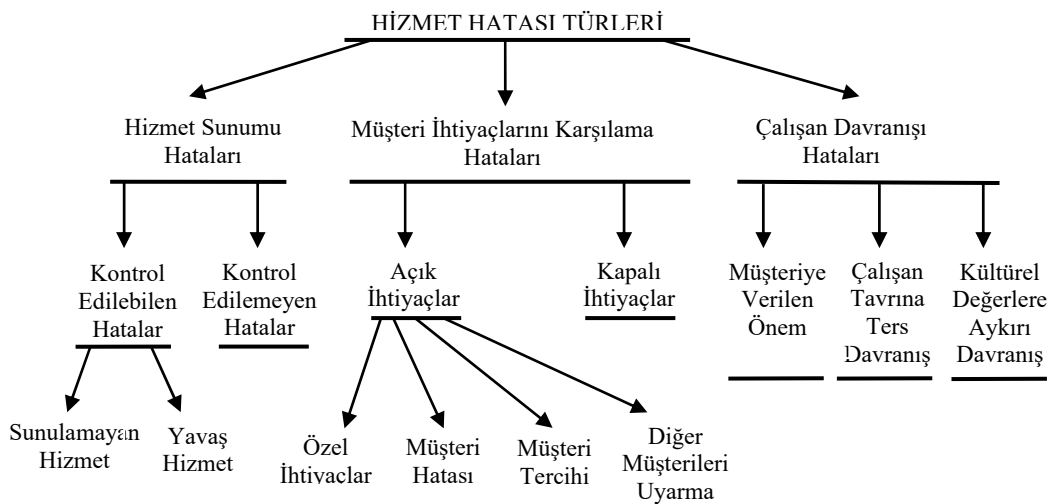 HİZMET HATASI TÜRLERİ
Hizmet Sunumu
Hataları
Müşteri İhtiyaçlarını Karşılama
Hataları
Çalışan Davranışı
Hataları
Kontrol
Edilebilen
Hatalar
Kontrol
Edilemeyen
Hatalar
Açık
İhtiyaçlar
Kapalı
İhtiyaçlar
Müşteriye
Verilen
Önem
Çalışan
Tavrına
Ters
Davranış
Kültürel
Değerlere
Aykırı
Davranış
Sunulamayan
Hizmet
Yavaş
Hizmet
Özel
İhtivaclar
Müşteri
Hatası
Müşteri
Tercihi
Diğer
Müşterileri
Uyarma